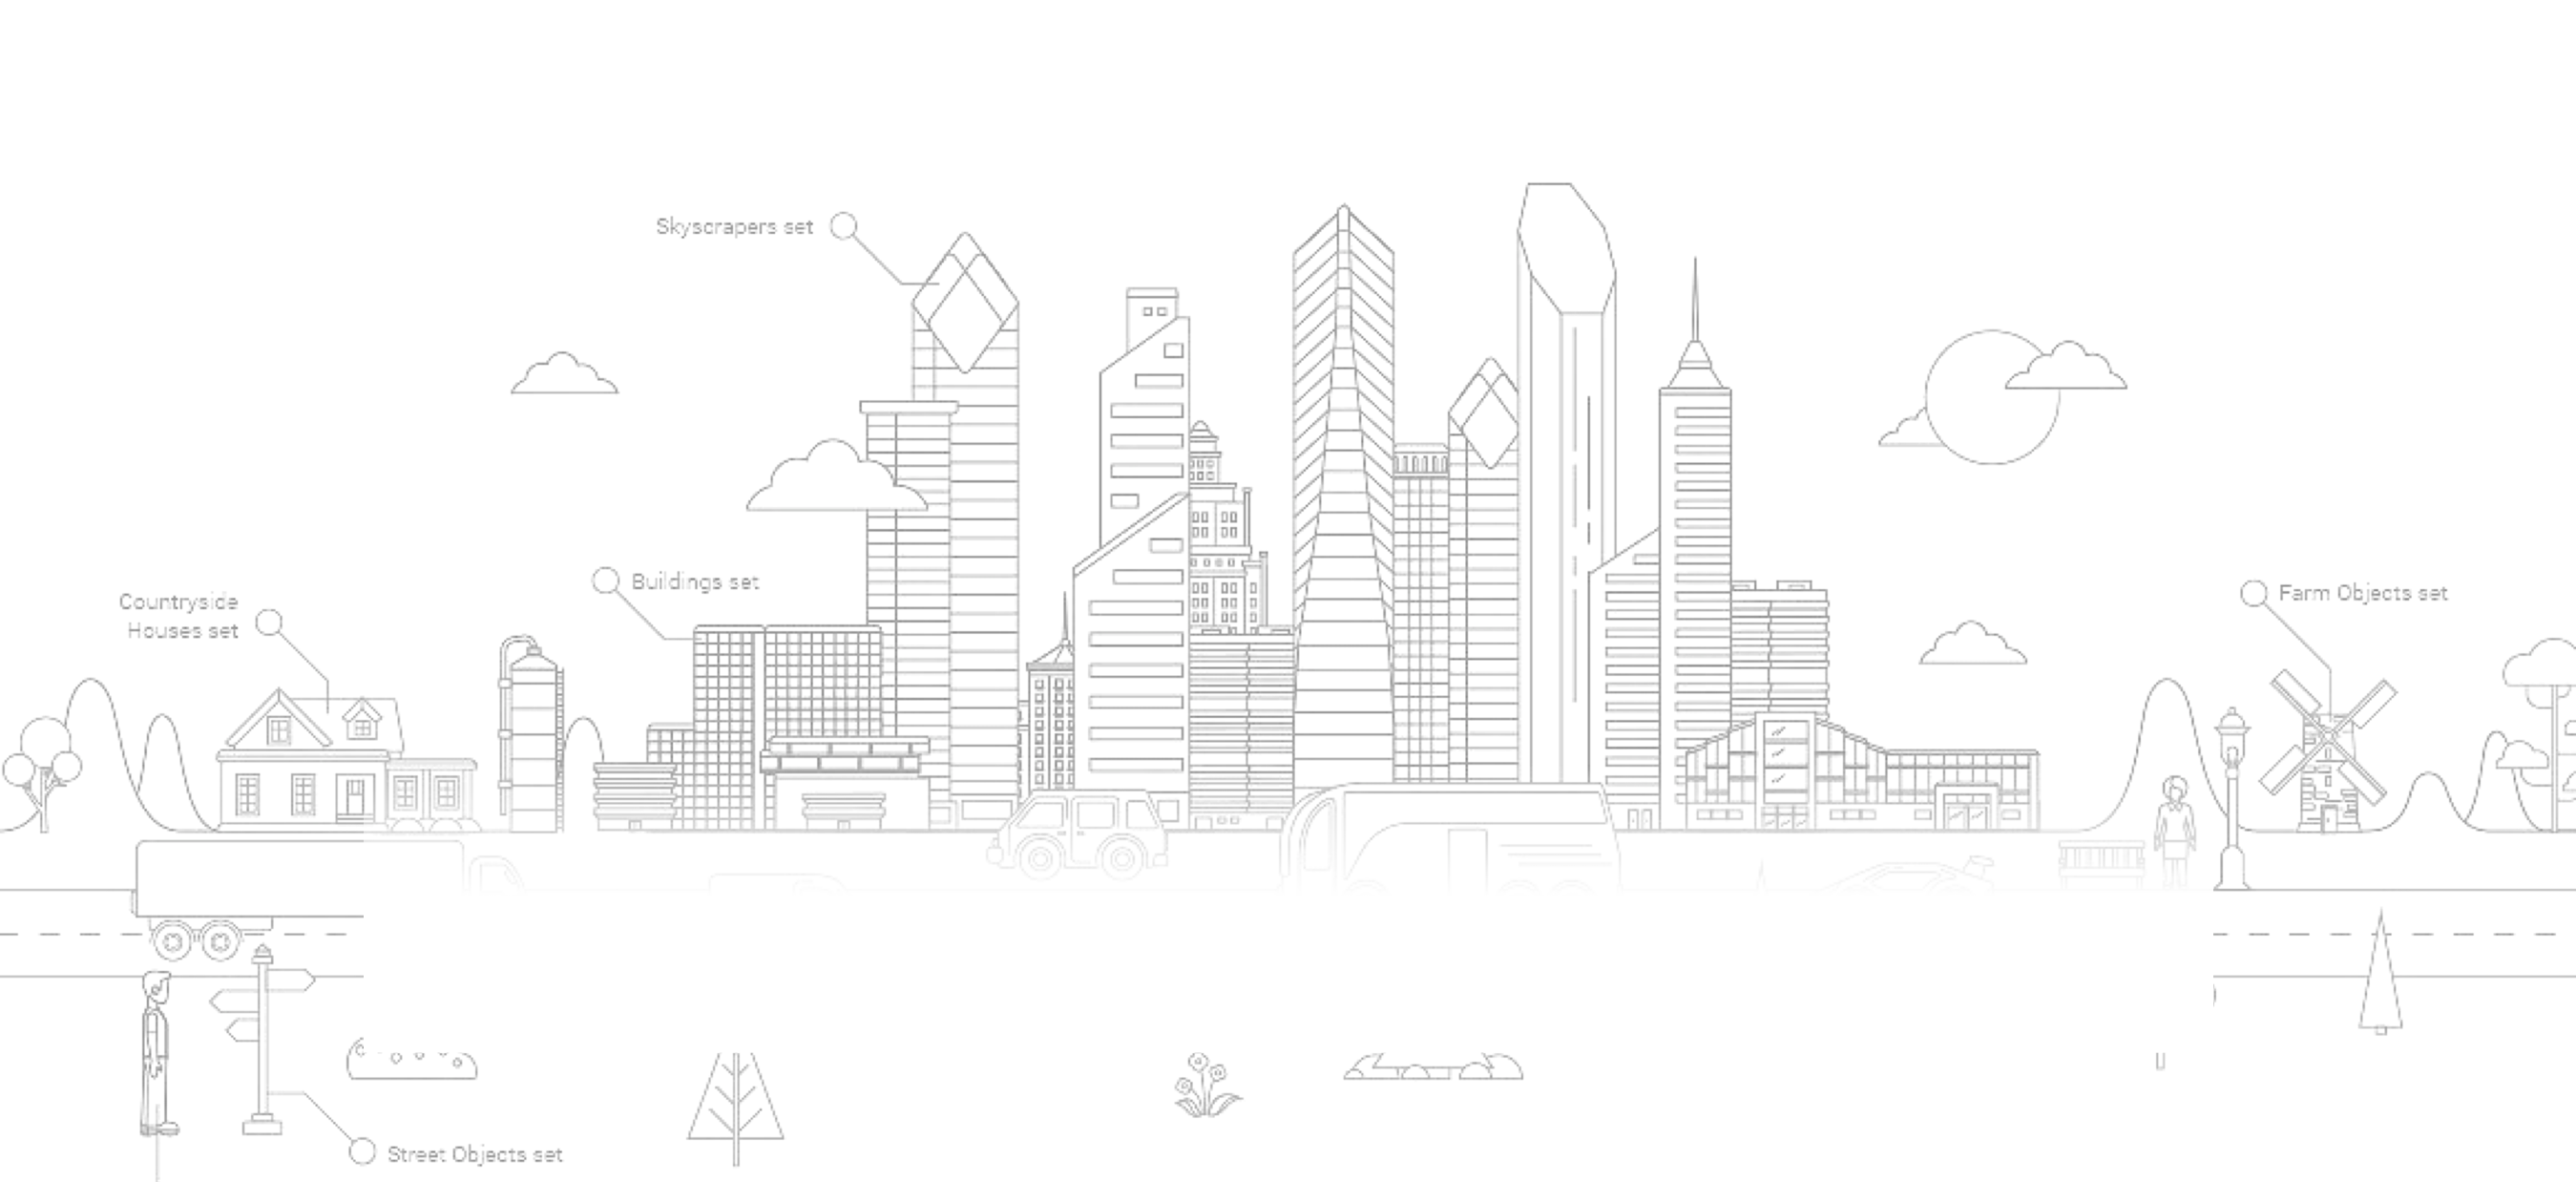 Skyscrapers set
Buildings set
Countryside
Houses set
Farm Objects set
Street Objects set